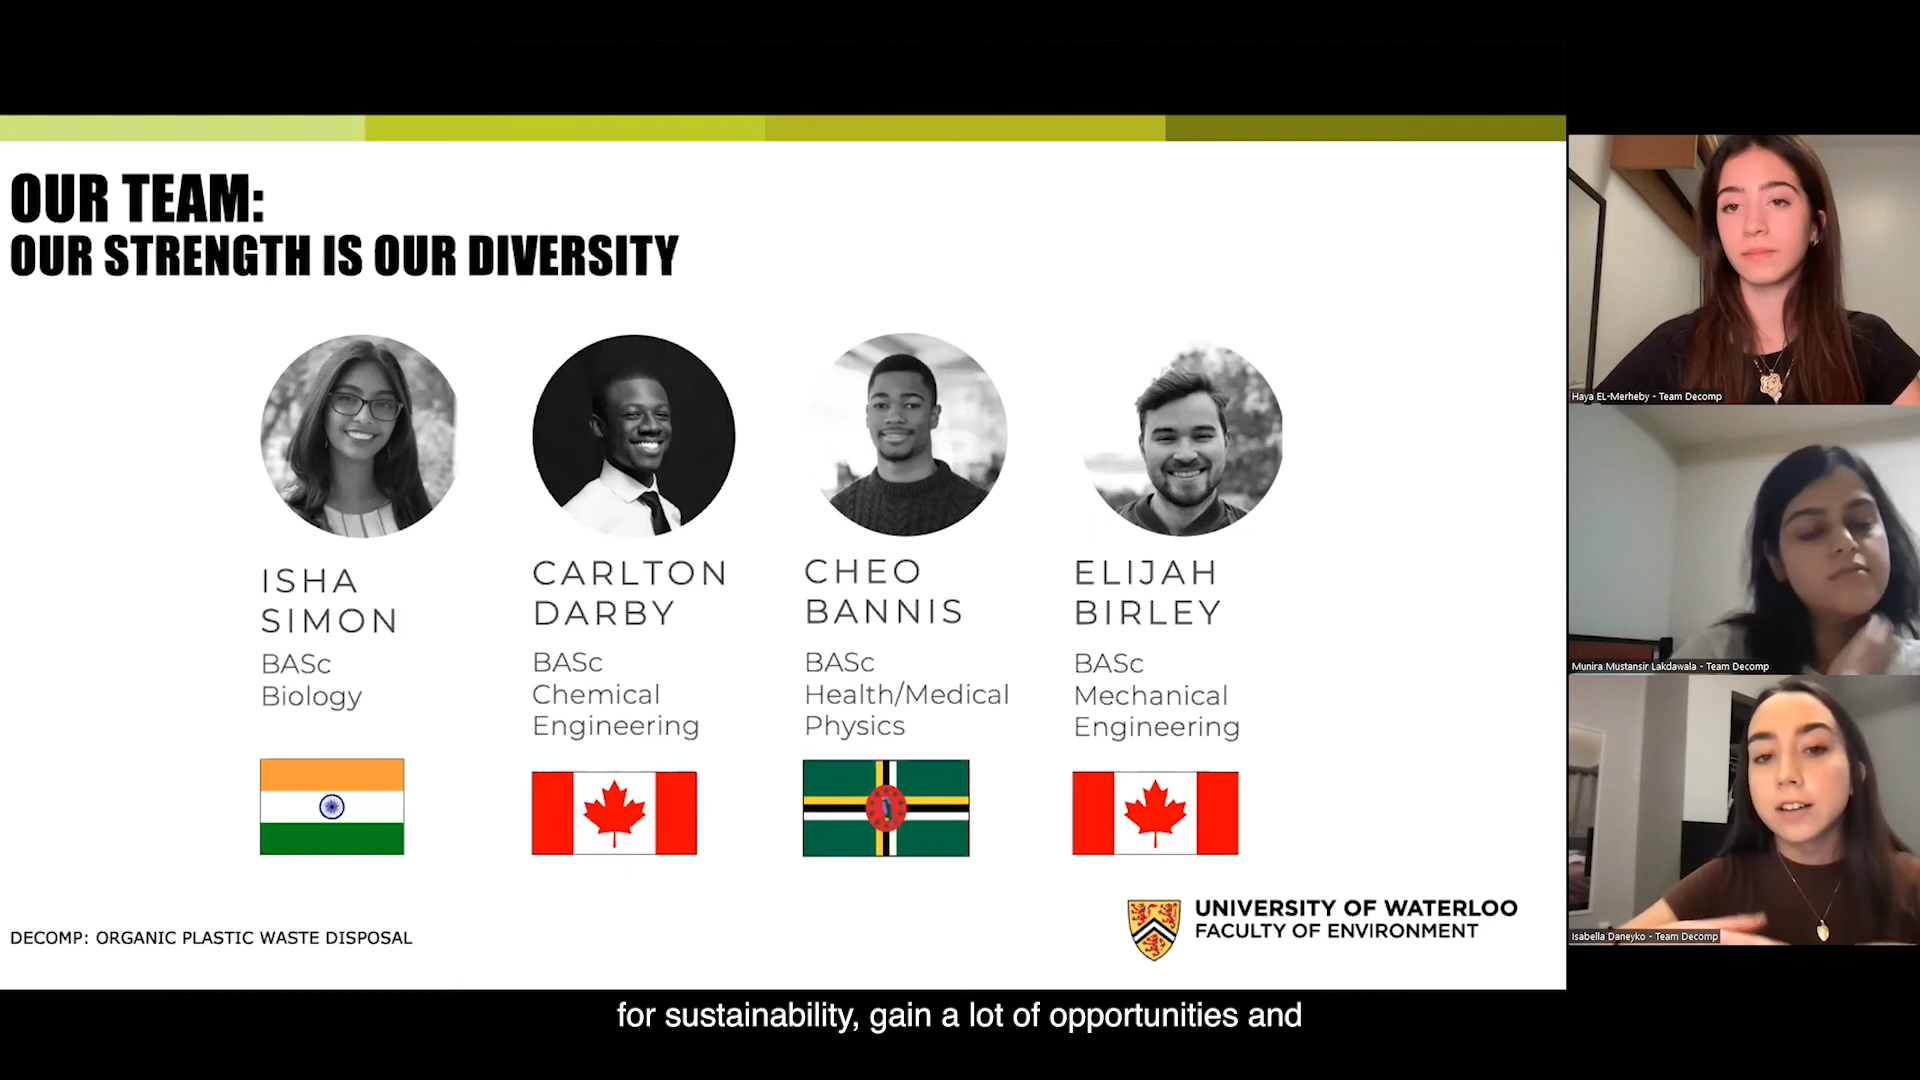 OUR TEAM:
OUR STRENGTH IS OUR DIVERSITY
ISHA
SIMON
BASc
Biology
CARLTON
DARBY
BASc
Chemical
Engineering
CHEO
BANNIS
BASc
Health/Medical
Physics
ELIJAH
BIRLEY
BASc
Mechanical
Engineering
DECOMP: ORGANIC PLASTIC WASTE DISPOSAL
UNIVERSITY OF WATERLOO
FACULTY OF ENVIRONMENT
Haya EL-Merheby - Team Decomp
Munira Mustansir Lakdawala - Team Decomp
Isabella Daneyko - Team Decomp
for sustainability, gain a lot of opportunities and